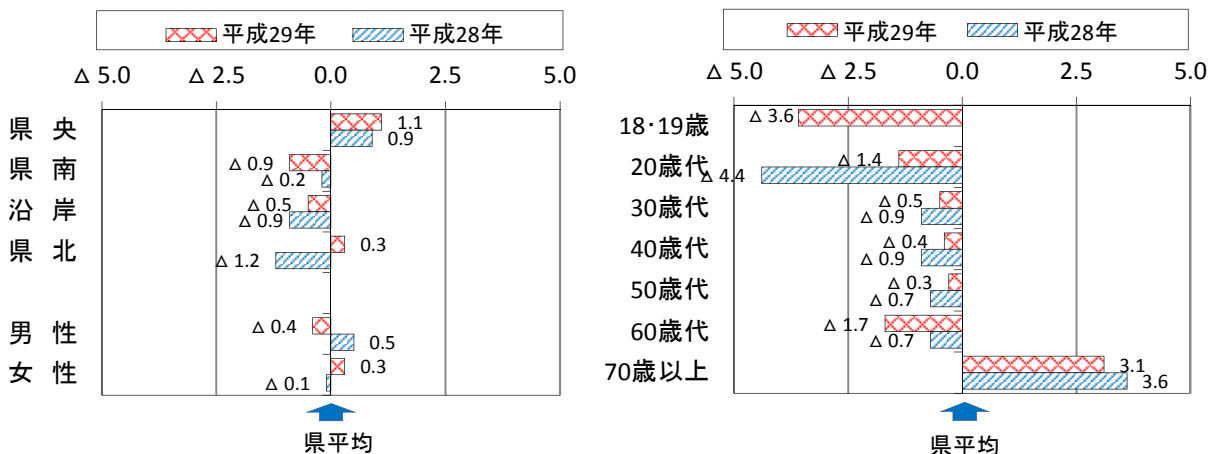 平成29年 平成28年
△ 5.0 △ 2.5 0.0 2.5 5.0
県央 1.1
0.9
県南 △ 0.9
△ 0.2
沿岸 △ 0.5
△ 0.9
県北 0.3
△ 1.2
男性 △ 0.4
0.5
女性 0.3
△ 0.1
県平均
平成29年 平成28年
△ 5.0 △ 2.5 0.0 2.5 5.0
18・19歳 △ 3.6
20歳代 △ 1.4
△ 4.4
30歳代 △ 0.5
△ 0.9
40歳代 △ 0.4
△ 0.9
50歳代 △ 0.3
△ 0.7
60歳代 △ 1.7
△ 0.7
70歳以上 3.1
3.6
県平均